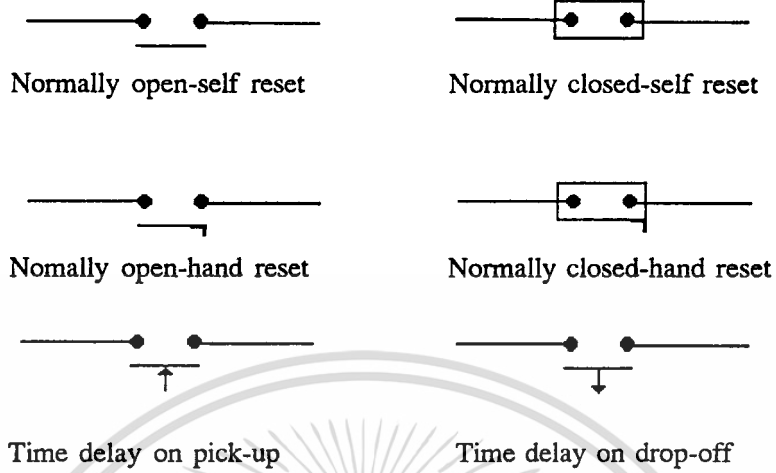 Normally open-self reset
Normally closed-self reset
Nomally open-hand reset
Normally closed-hand reset
Time delay on pick-up
Time delay on drop-off